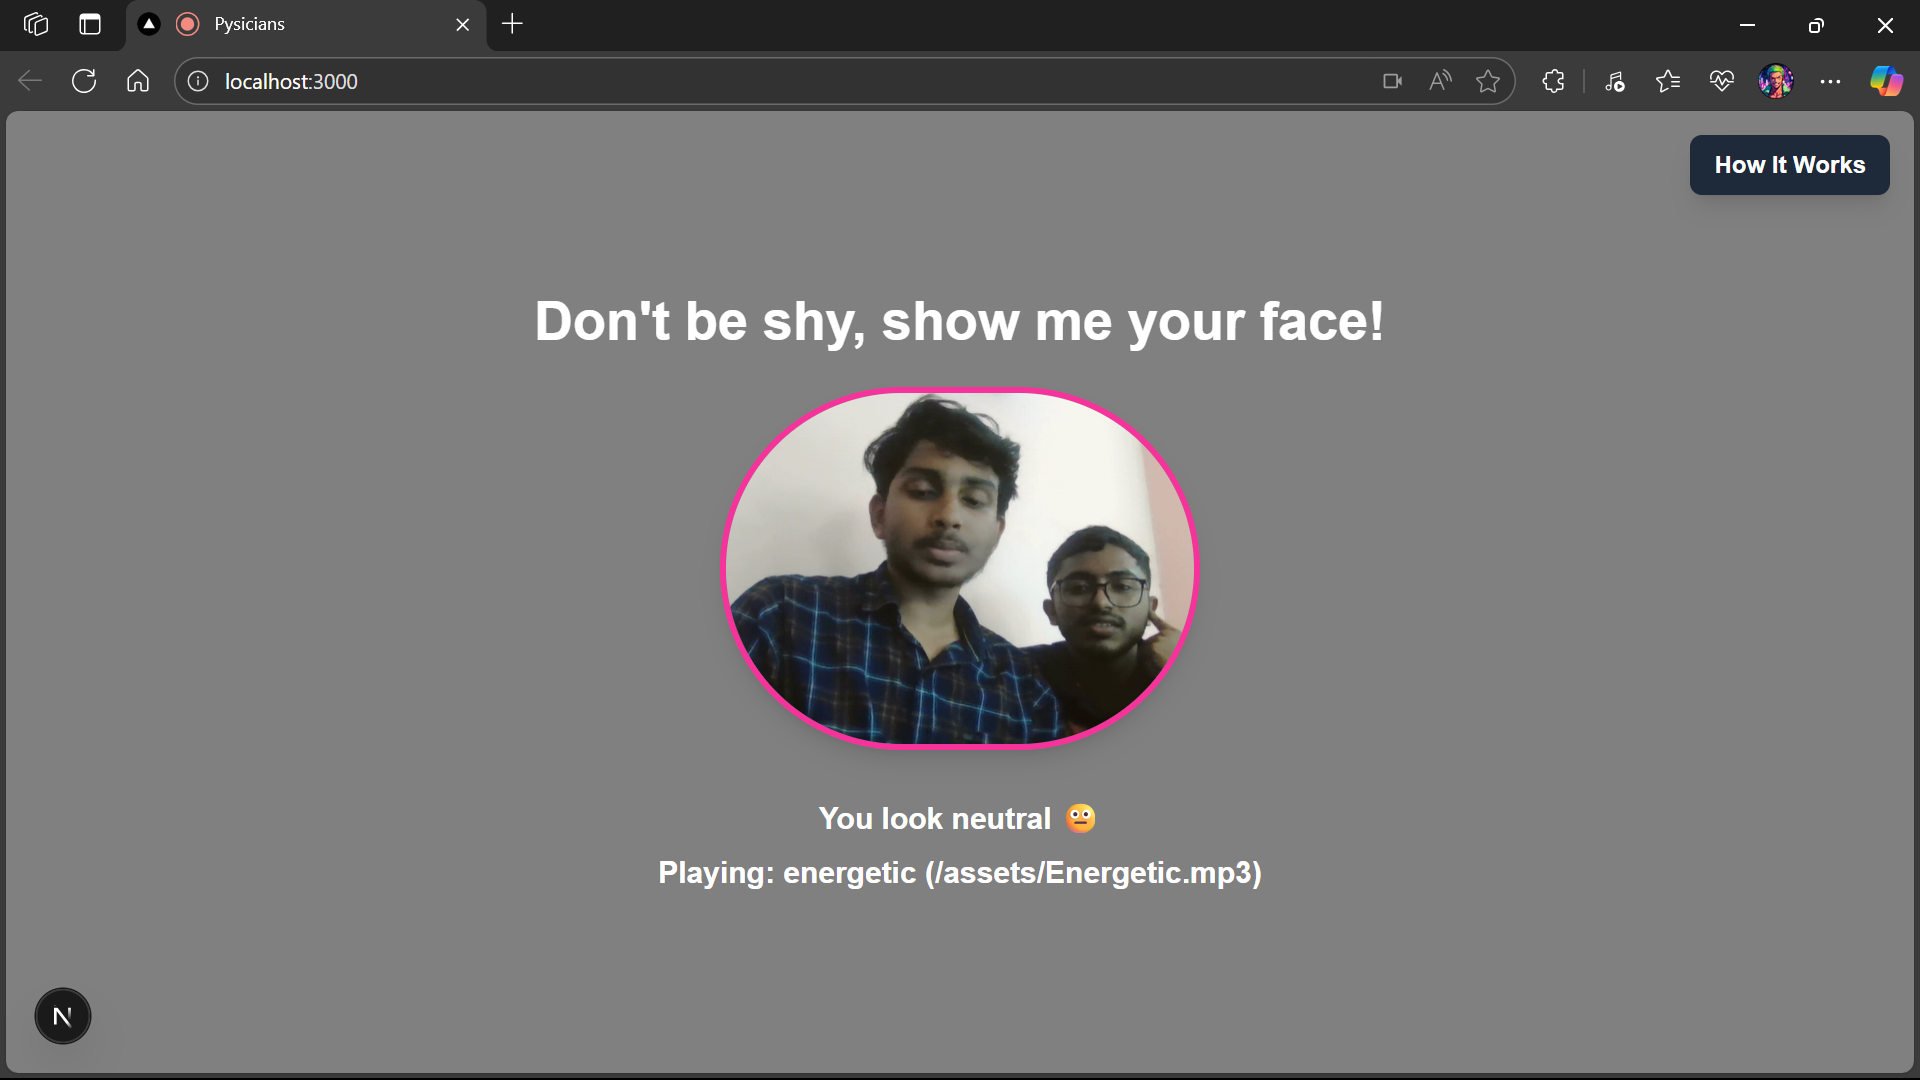 Pysicians
localhost:3000
How It Works
Don't be shy, show me your face!
You look neutral 😐
Playing: energetic (/assets/Energetic.mp3)
N